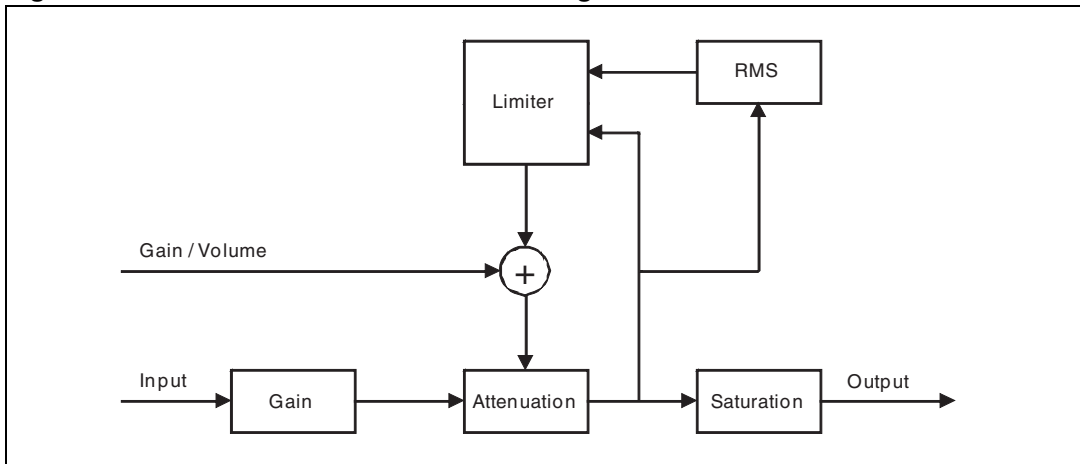 Limiter
RMS
Gain / Volume
+
Input
Gain
Attenuation
Saturation
Output